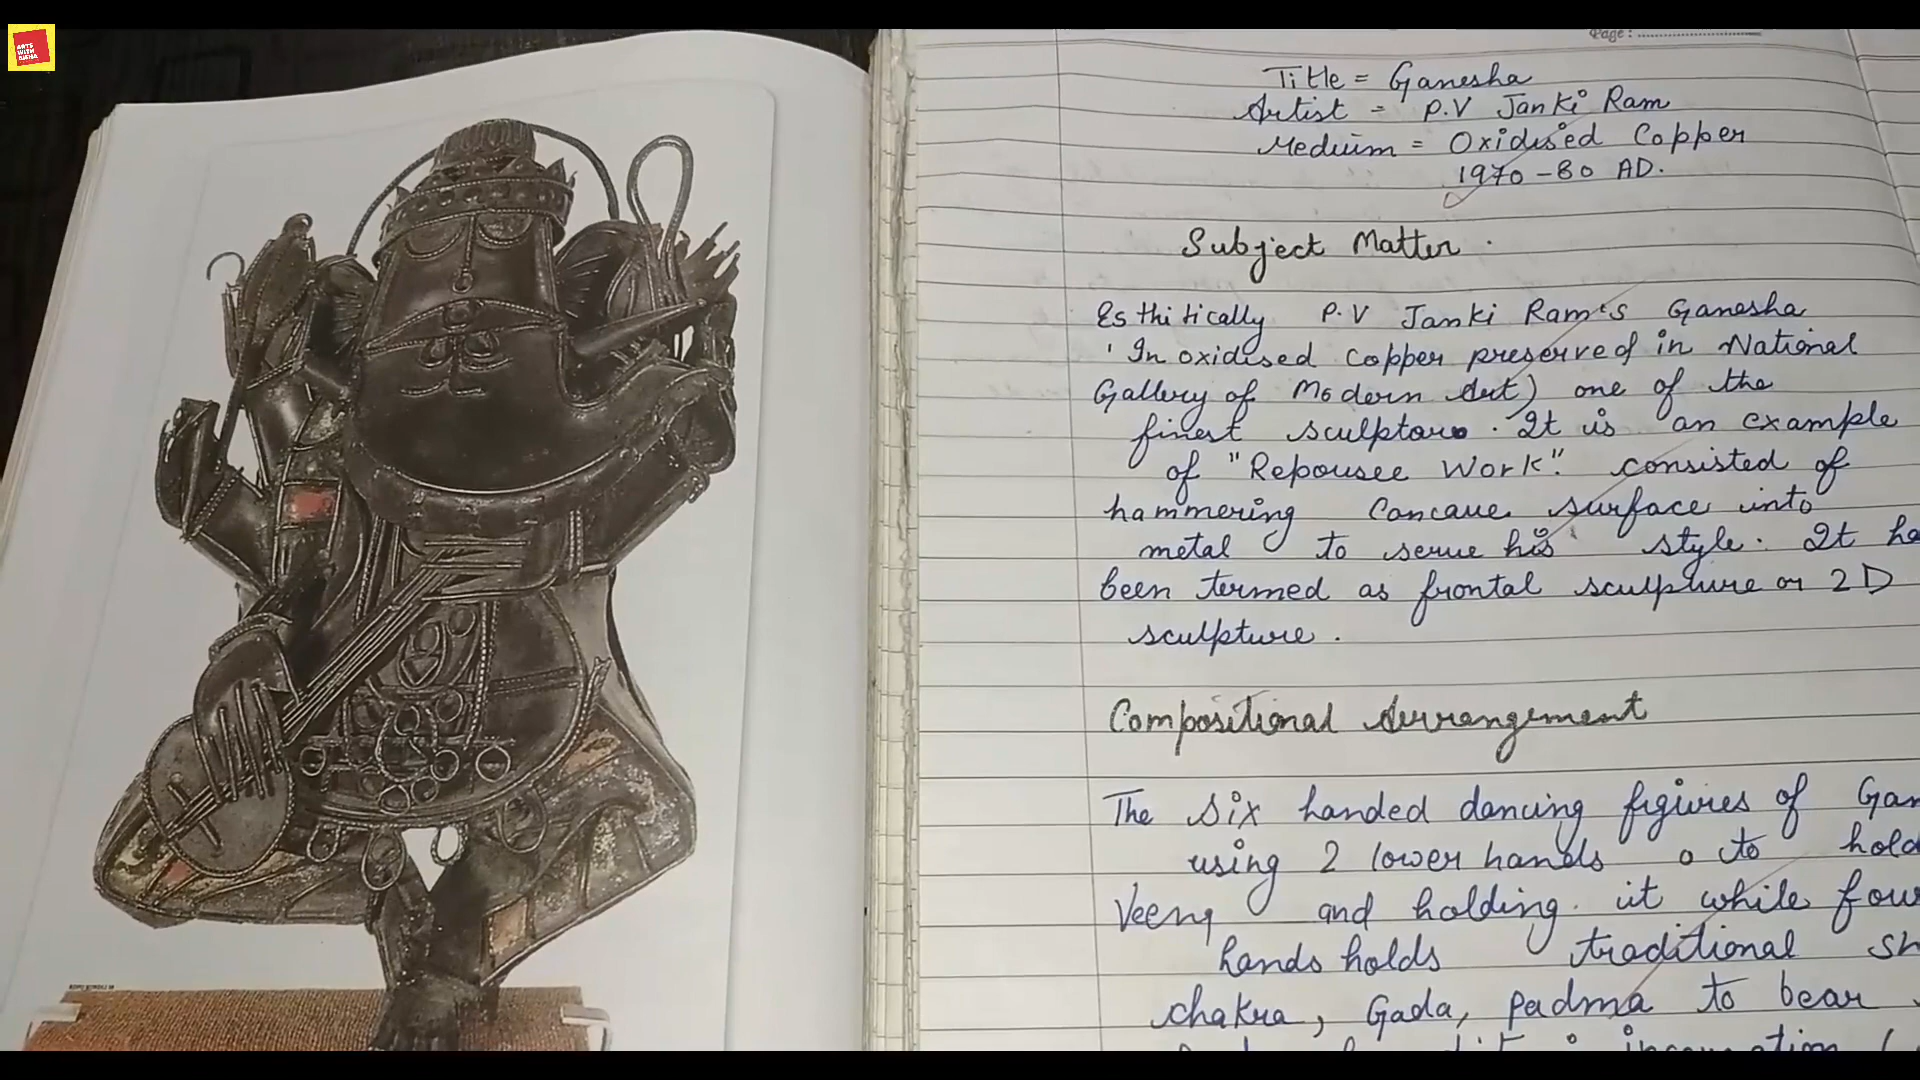 ARTS
WITH
Page :
Title = Ganesha
Artist = P.V Janki Ram
Medium = Oxidised Copper
1970 - 80 AD.
Subject Matter
Esthitically P.V Janki Ram's Ganesha
In oxidised copper preserved in National
Gallery of Modern Art) one of the
finest sculptor. It is an example
of "Repousee Work". consisted of
hammering Concave surface into
metal to serve his style. It ha
been termed as frontal sculpture or 2D
sculpture.
Compositional Arrangement
The six handed dancing figures of Gan
using 2 lower hands to hold
Veena and holding it while four
hands holds traditional sh
chakra, Gada, padma to bear